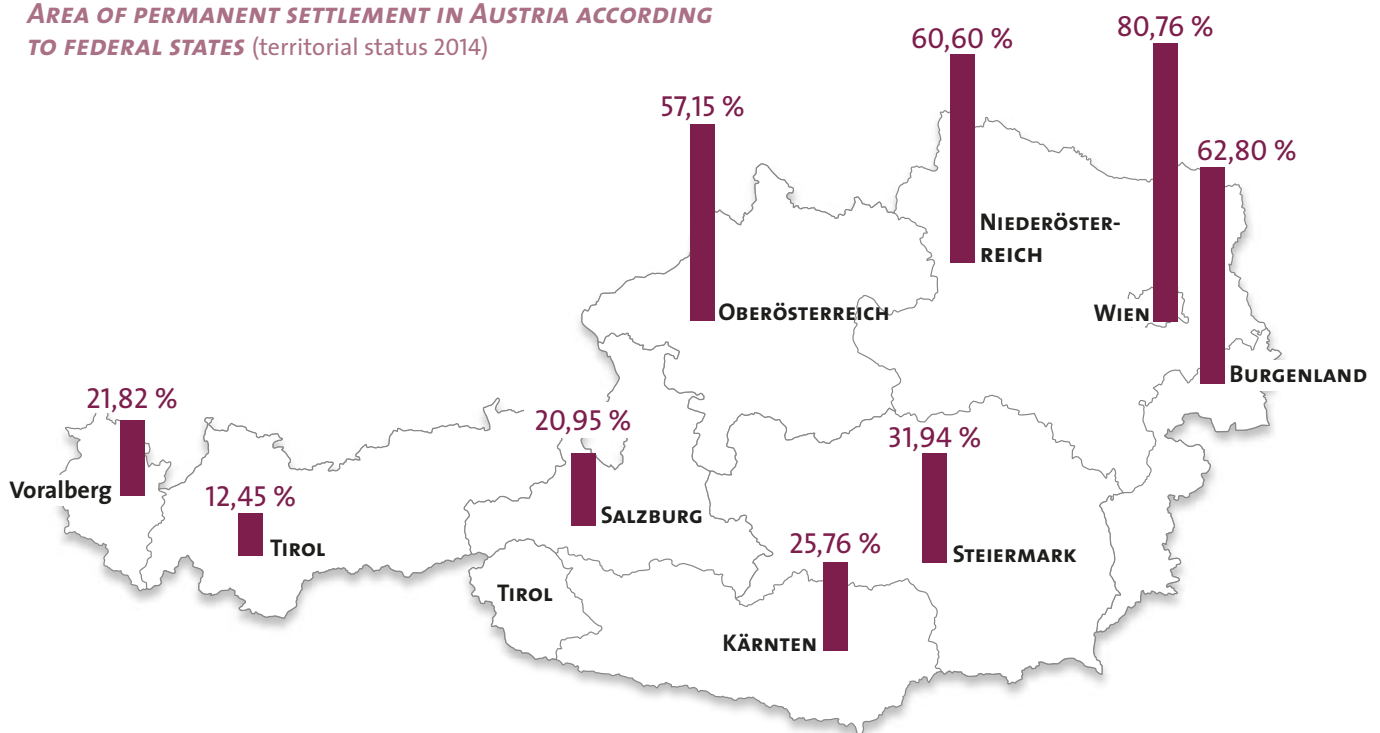 AREA OF PERMANENT SETTLEMENT IN AUSTRIA ACCORDING
TO FEDERAL STATES (territorial status 2014)
80,76 %
60,60 %
57,15 %
62,80 %
NIEDERÖSTER-
REICH
OBERÖSTERREICH
WIEN
BURGENLAND
21,82 %
20,95 %
31,94 %
Voralberg
12,45 %
SALZBURG
TIROL
25,76 %
STEIERMARK
TIROL
KÄRNTEN